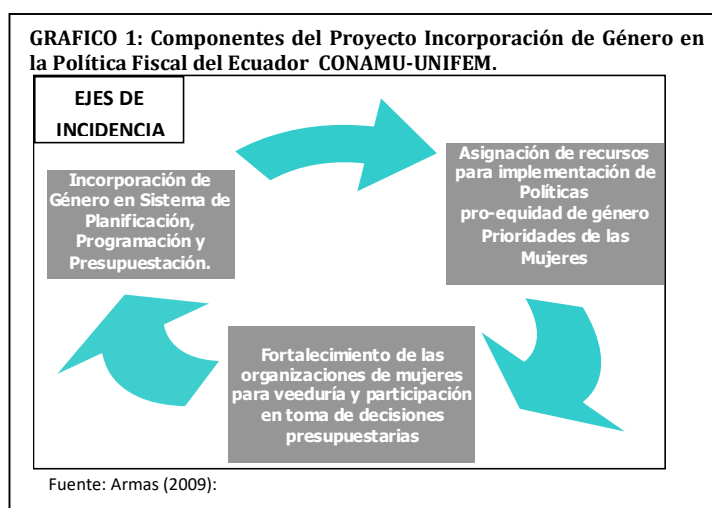 GRAFICO 1: Componentes del Proyecto Incorporación de Género en
la Política Fiscal del Ecuador CONAMU-UNIFEM.
EJES DE
INCIDENCIA
Incorporación de
Género en Sistema de
Planificación,
Programación y
Presupuestación.
Asignación de recursos
para implementación de
Políticas
pro-equidad de género
Prioridades de las
Mujeres
Fortalecimiento de las
organizaciones de mujeres
para veeduría y participación
en toma de decisiones
presupuestarias
Fuente: Armas (2009):